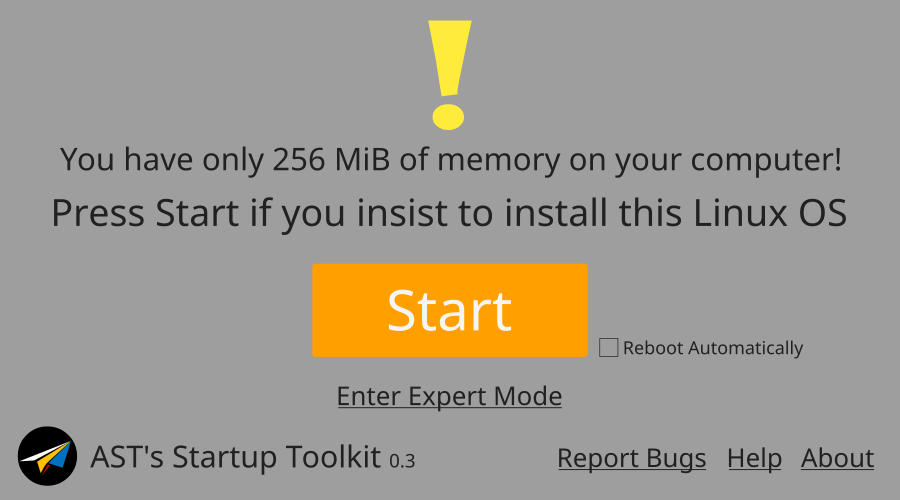 You have only 256 MiB of memory on your computer!
Press Start if you insist to install this Linux OS
Start
Reboot Automatically
Enter Expert Mode
AST's Startup Toolkit 0.3
Report Bugs Help About